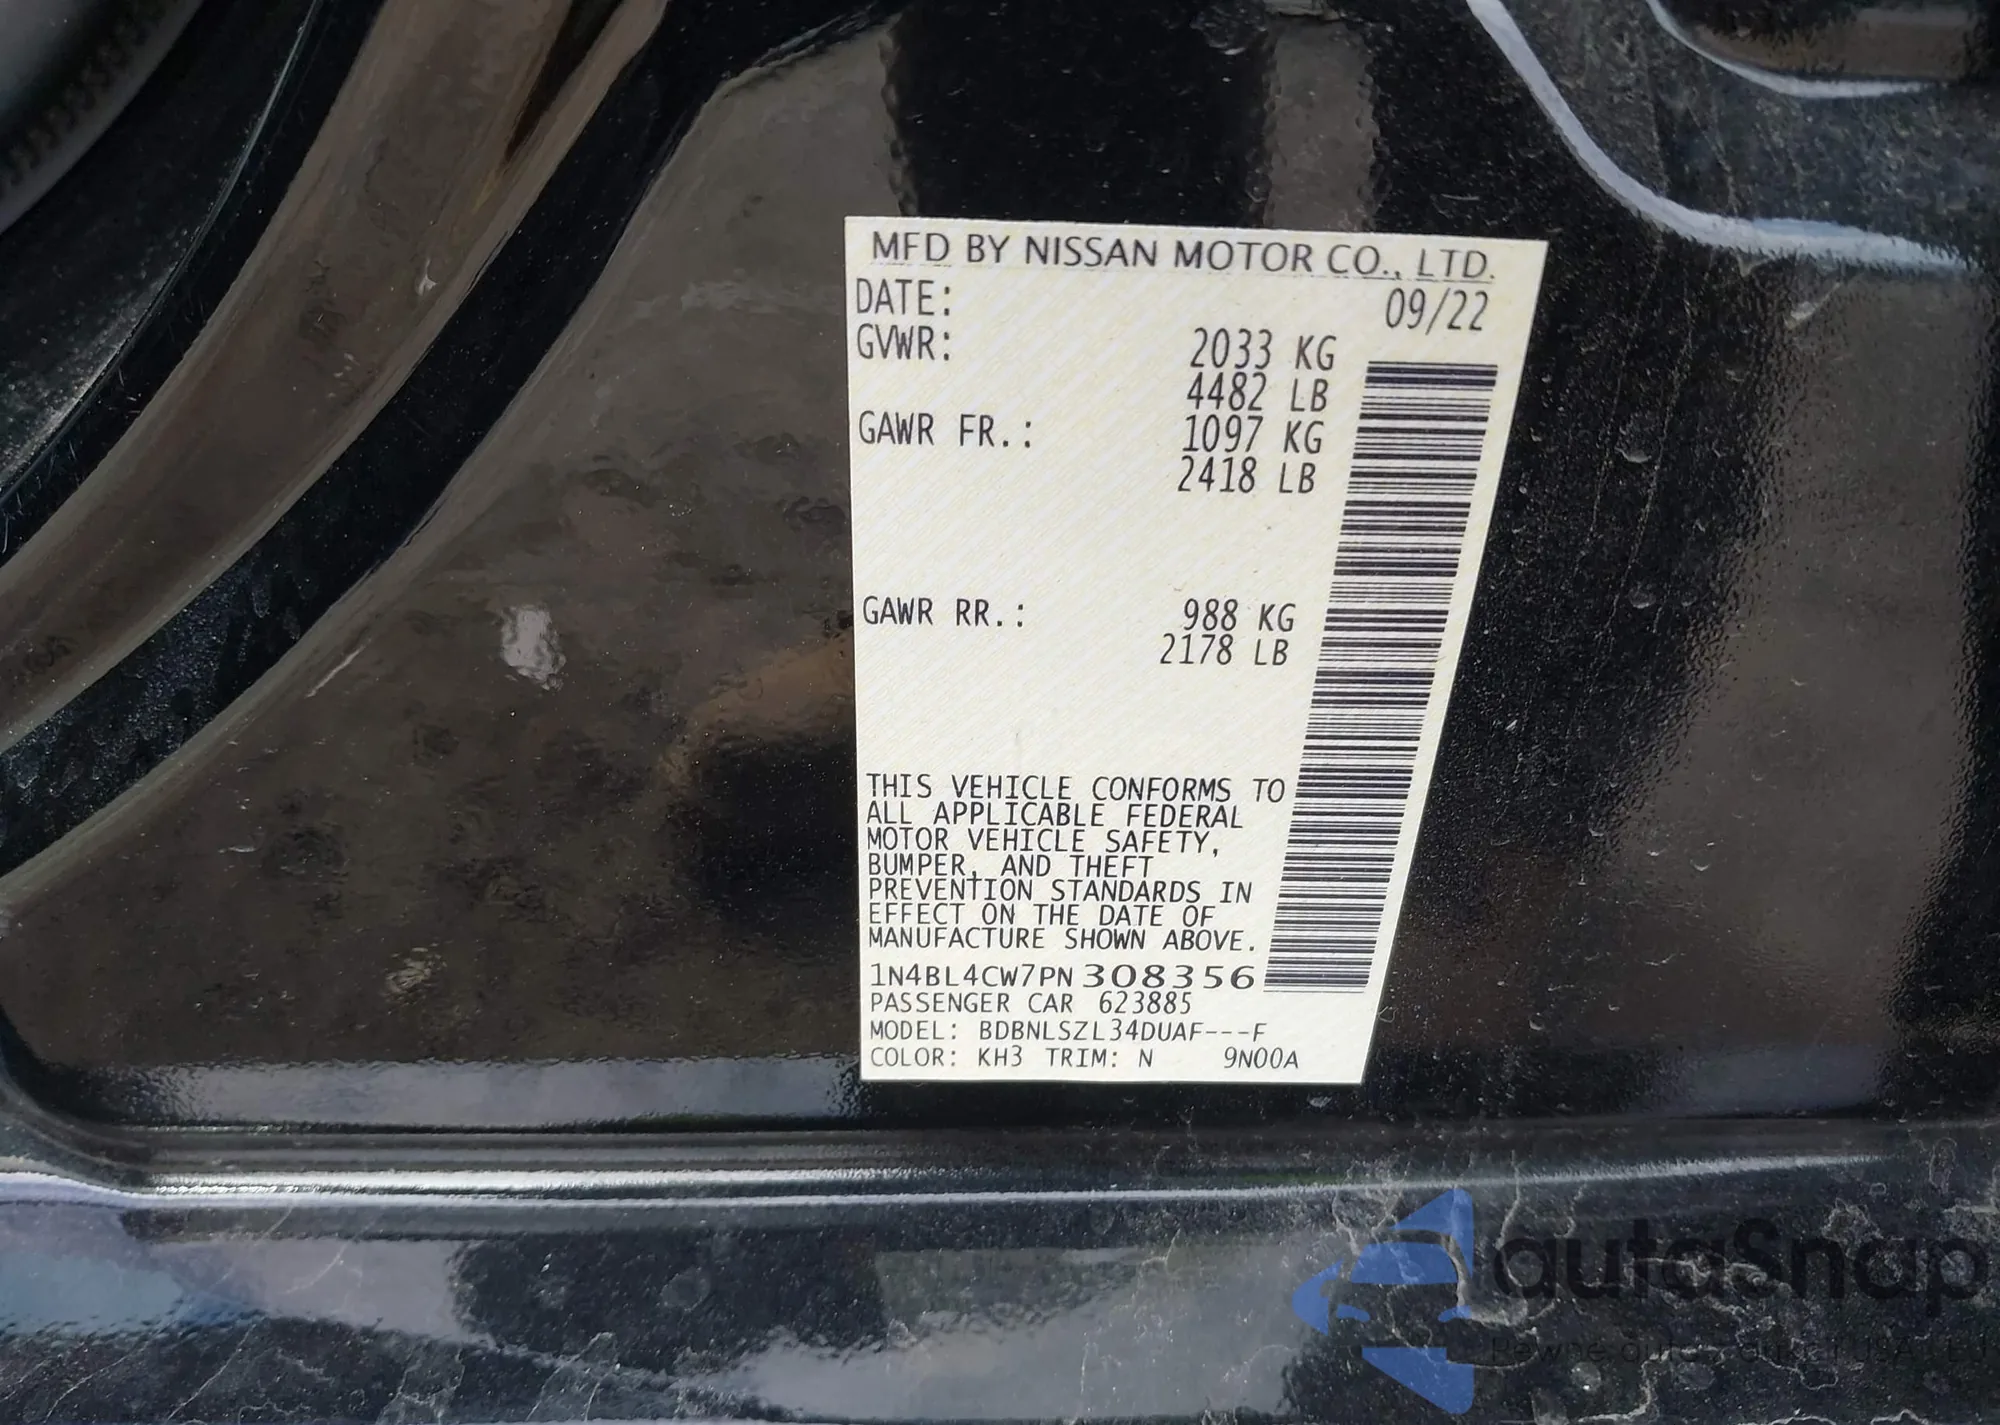 MFD BY NISSAN MOTOR CO., LTD.
DATE: 09/22
GVWR: 2033 KG
4482 LB
GAWR FR.: 1097 KG
2418 LB
GAWR RR.: 988 KG
2178 LB
THIS VEHICLE CONFORMS TO
ALL APPLICABLE FEDERAL
MOTOR VEHICLE SAFETY,
BUMPER, AND THEFT
PREVENTION STANDARDS IN
EFFECT ON THE DATE OF
MANUFACTURE SHOWN ABOVE.
1N4BL4CW7PN308356
PASSENGER CAR 623885
MODEL: BDBNLSZL34DUAF---F
COLOR: KH3 TRIM: N 9N00A
autasnap
Pewne auta